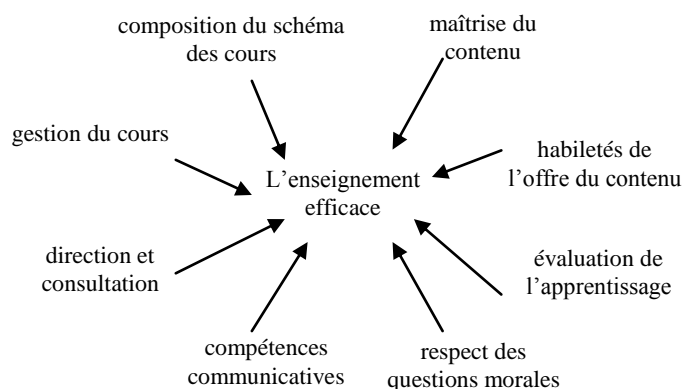 composition du schéma
des cours
maîtrise du
contenu
gestion du cours
habiletés de
l'offre du contenu
L'enseignement
efficace
direction et
consultation
évaluation de
l'apprentissage
compétences
communicatives
respect des
questions morales